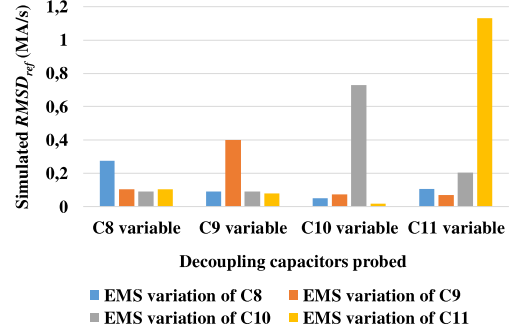 Simulated RMSDref (MA/s)
1,2
1
0,8
0,6
0,4
0,2
0
C8 variable C9 variable C10 variable C11 variable
Decoupling capacitors probed
EMS variation of C8 EMS variation of C9
EMS variation of C10 EMS variation of C11